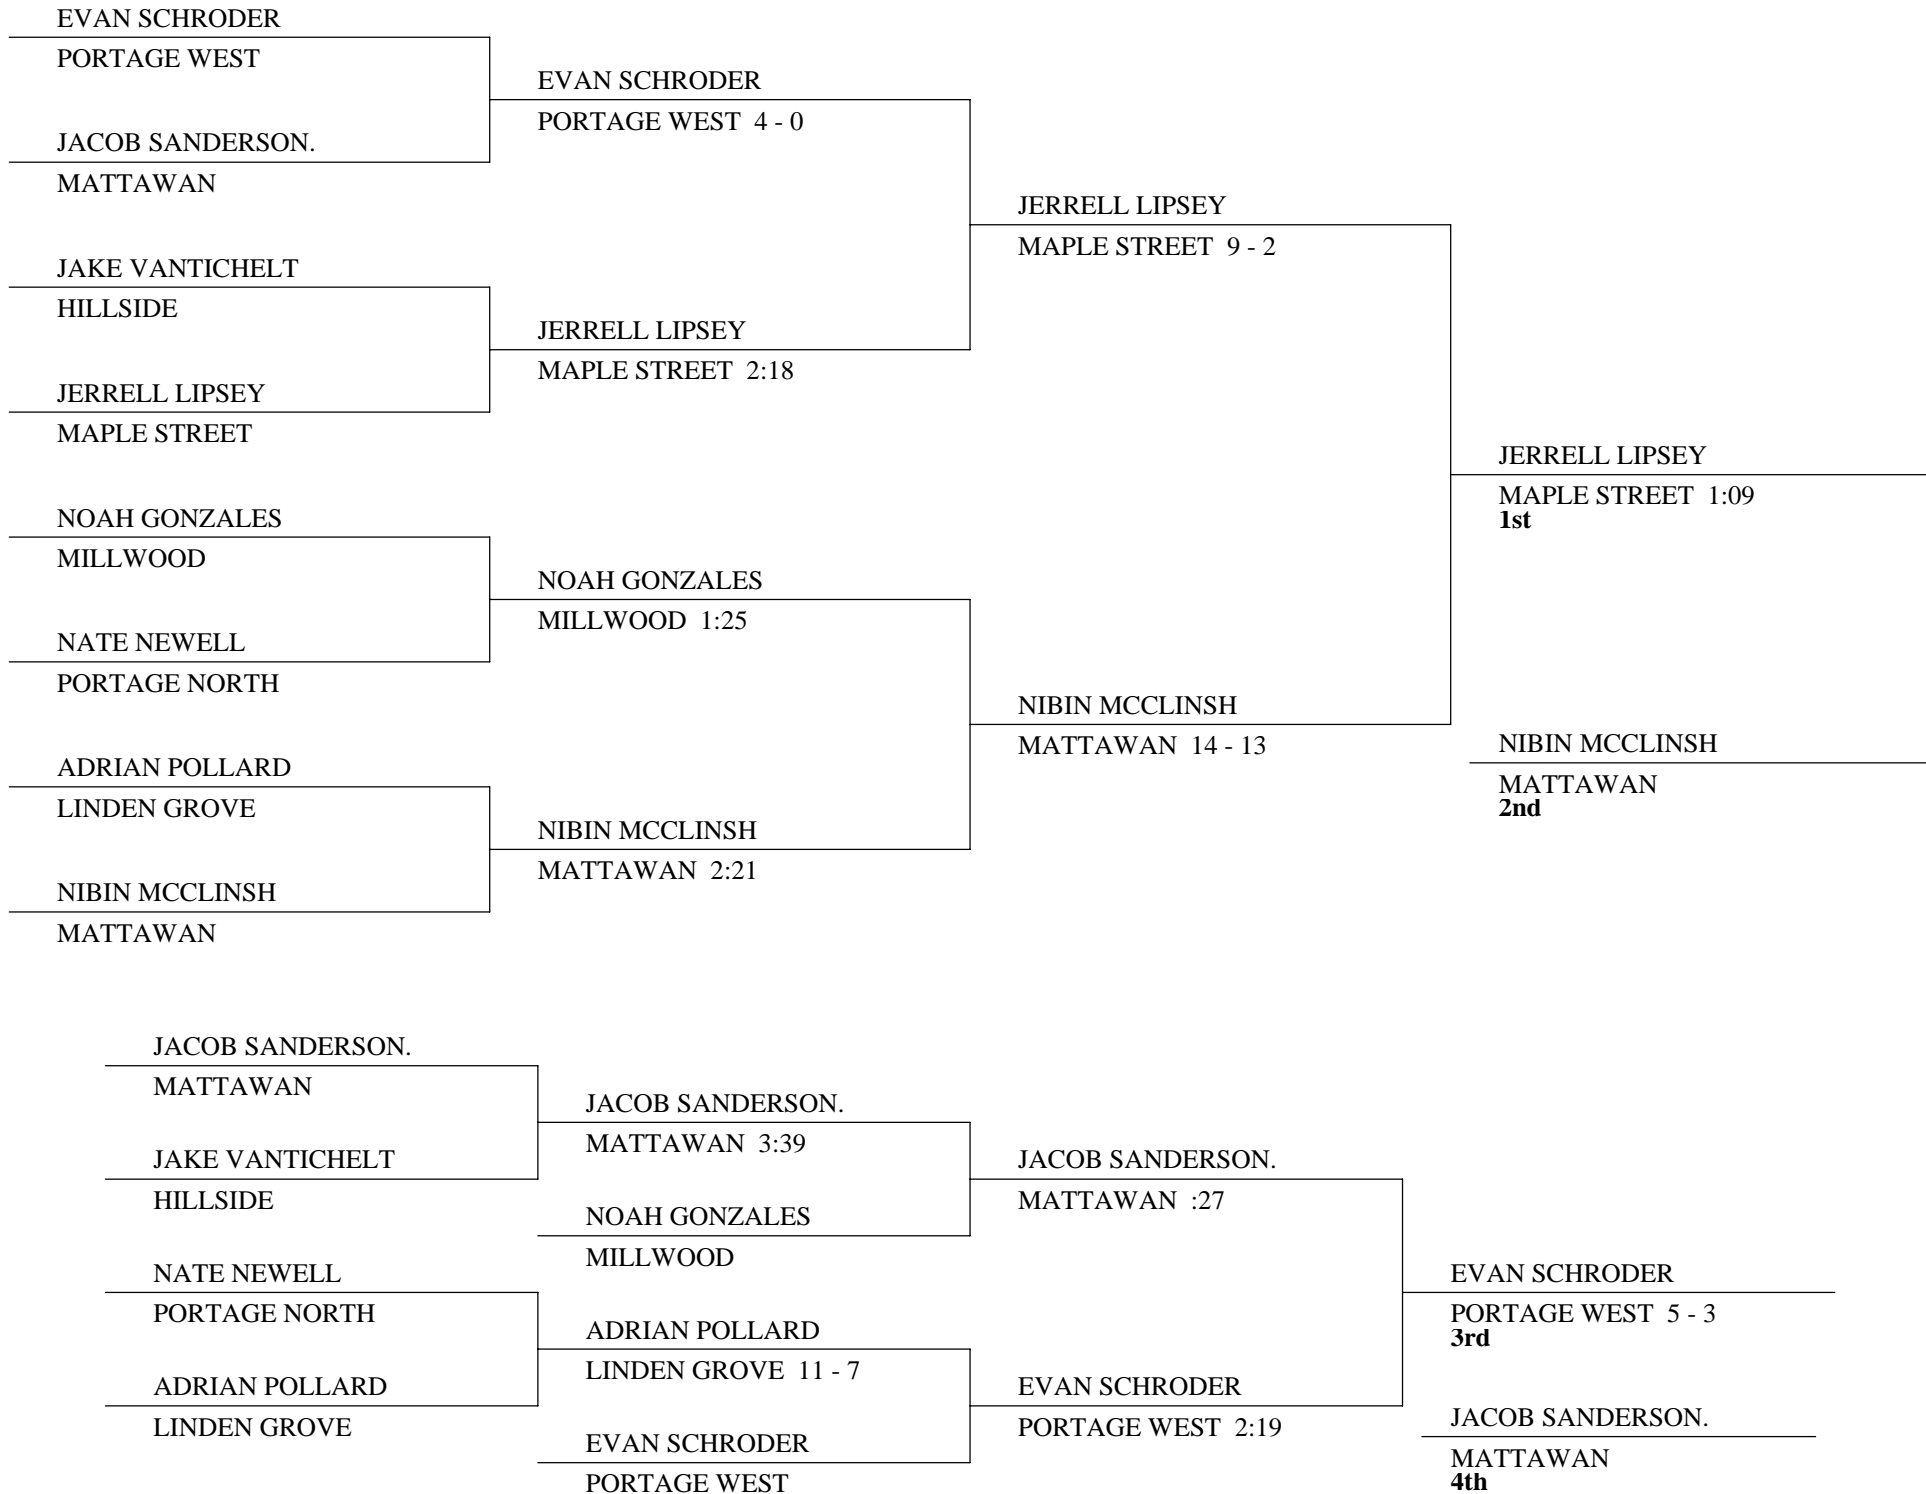 EVAN SCHRODER
PORTAGE WEST
JACOB SANDERSON.
MATTAWAN
JAKE VANTICHELT
HILLSIDE
JERRELL LIPSEY
MAPLE STREET
NOAH GONZALES
MILLWOOD
NATE NEWELL
PORTAGE NORTH
ADRIAN POLLARD
LINDEN GROVE
NIBIN MCCLINSH
MATTAWAN
EVAN SCHRODER
PORTAGE WEST 4 - 0
JERRELL LIPSEY
MAPLE STREET 2:18
NOAH GONZALES
MILLWOOD 1:25
NIBIN MCCLINSH
MATTAWAN 2:21
JERRELL LIPSEY
MAPLE STREET 9 - 2
NIBIN MCCLINSH
MATTAWAN 14 - 13
JERRELL LIPSEY
MAPLE STREET 1:09
1st
NIBIN MCCLINSH
MATTAWAN
2nd
JACOB SANDERSON.
MATTAWAN
JAKE VANTICHELT
HILLSIDE
NATE NEWELL
PORTAGE NORTH
ADRIAN POLLARD
LINDEN GROVE
JACOB SANDERSON.
MATTAWAN 3:39
NOAH GONZALES
MILLWOOD
ADRIAN POLLARD
LINDEN GROVE 11 - 7
EVAN SCHRODER
PORTAGE WEST
JACOB SANDERSON.
MATTAWAN :27
EVAN SCHRODER
PORTAGE WEST 2:19
EVAN SCHRODER
PORTAGE WEST 5 - 3
3rd
JACOB SANDERSON.
MATTAWAN
4th